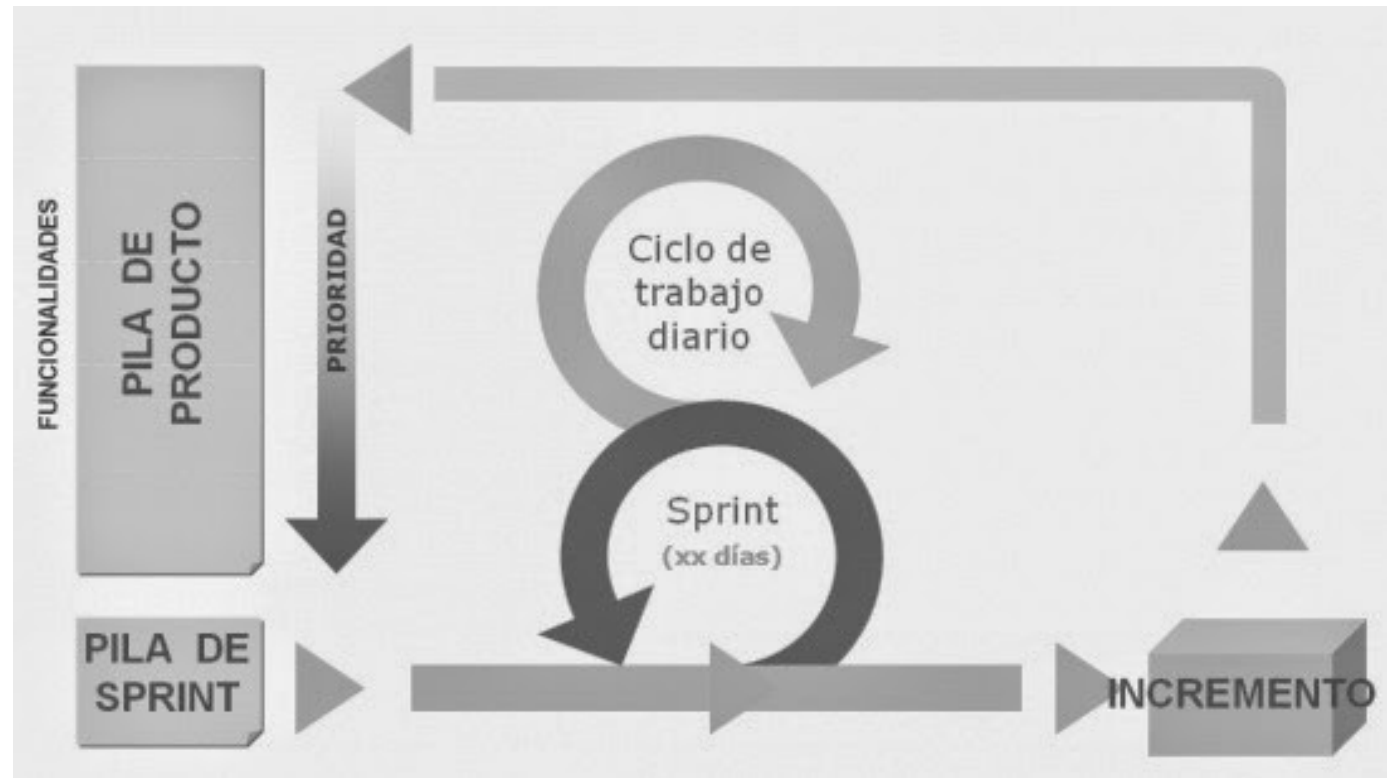 FUNCIONALIDADES
PILA DE
PRODUCTO
PRIORIDAD
Ciclo de
trabajo
diario
Sprint
(xx días)
PILA DE
SPRINT
INCREMENTO